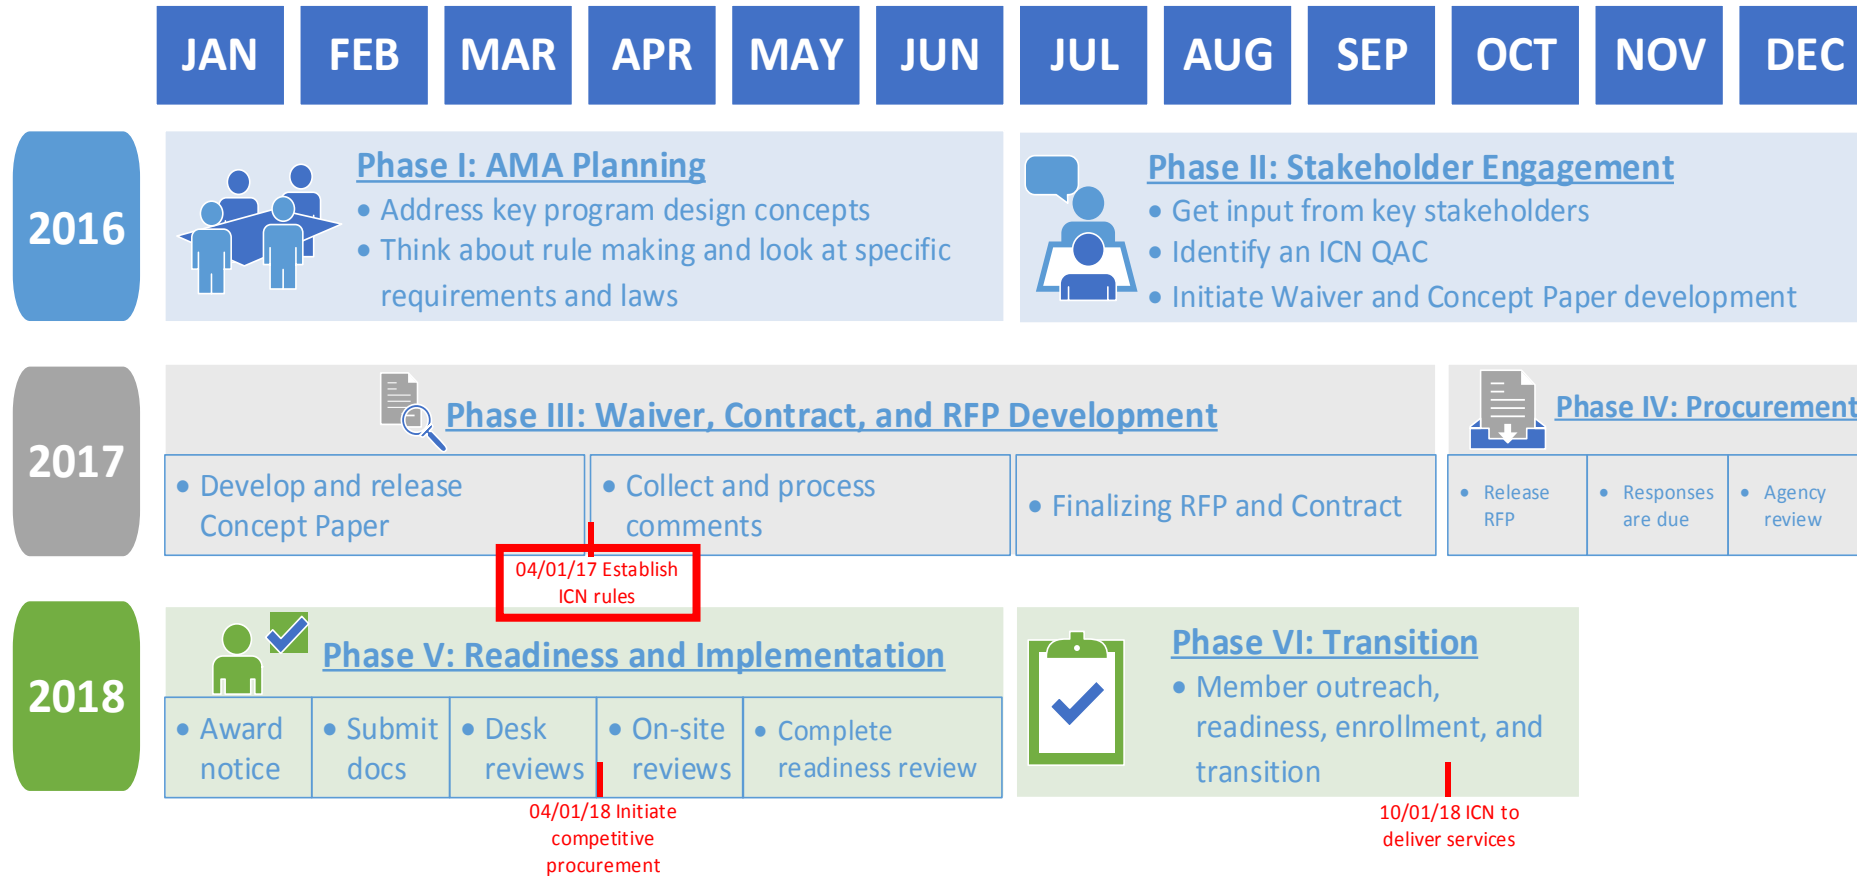 JAN FEB MAR APR MAY JUN JUL AUG SEP OCT NOV DEC
2016
Phase I: AMA Planning
• Address key program design concepts
• Think about rule making and look at specific
requirements and laws
Phase II: Stakeholder Engagement
• Get input from key stakeholders
• Identify an ICN QAC
• Initiate Waiver and Concept Paper development
2017
Phase III: Waiver, Contract, and RFP Development
• Develop and release
Concept Paper
• Collect and process
comments
• Finalizing RFP and Contract
Phase IV: Procurement
• Release
RFP
• Responses
are due
• Agency
review
04/01/17 Establish
ICN rules
2018
Phase V: Readiness and Implementation
• Award
notice
• Submit
docs
• Desk
reviews
• On-site
reviews
• Complete
readiness review
04/01/18 Initiate
competitive
procurement
Phase VI: Transition
• Member outreach,
readiness, enrollment, and
transition
10/01/18 ICN to
deliver services